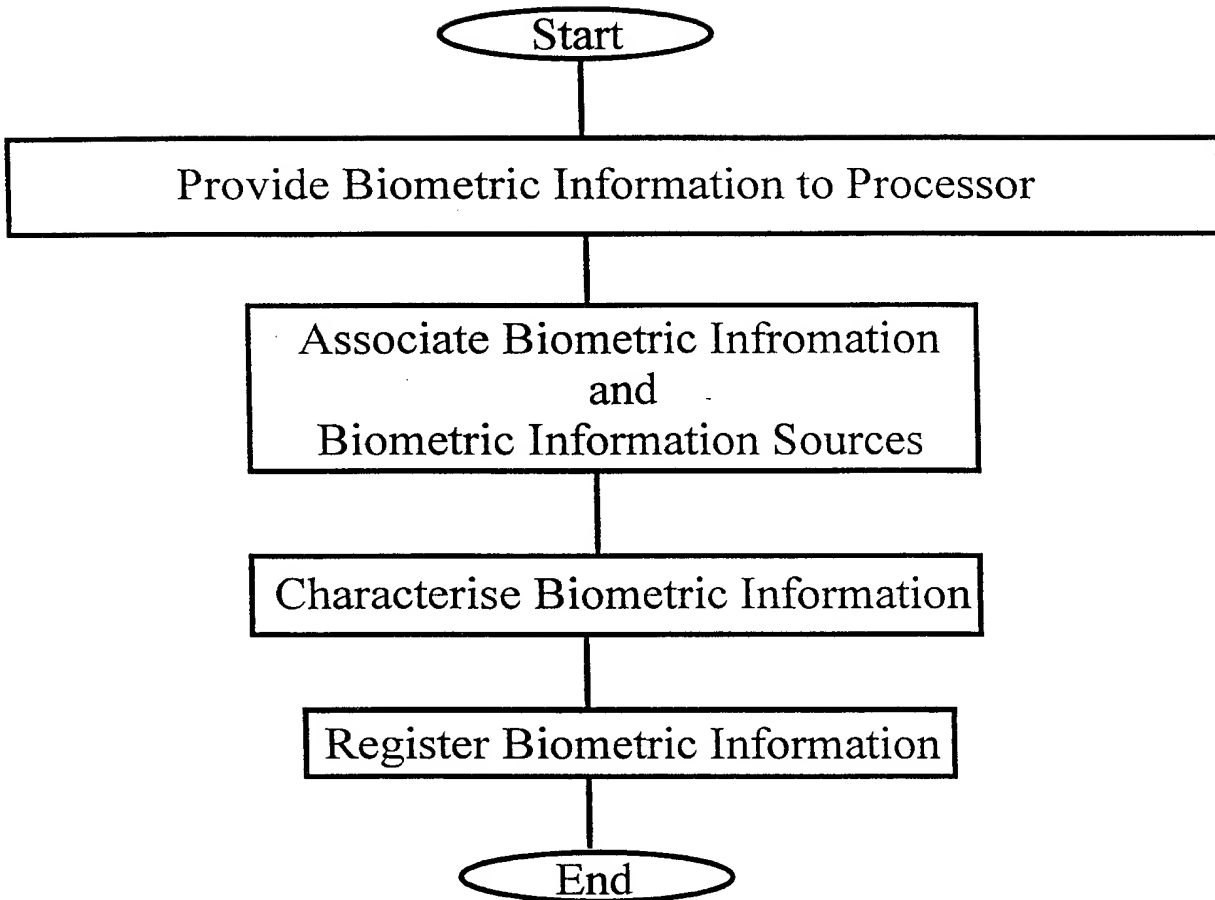 Start
Provide Biometric Information to Processor
Associate Biometric Infromation
and
Biometric Information Sources
Characterise Biometric Information
Register Biometric Information
End